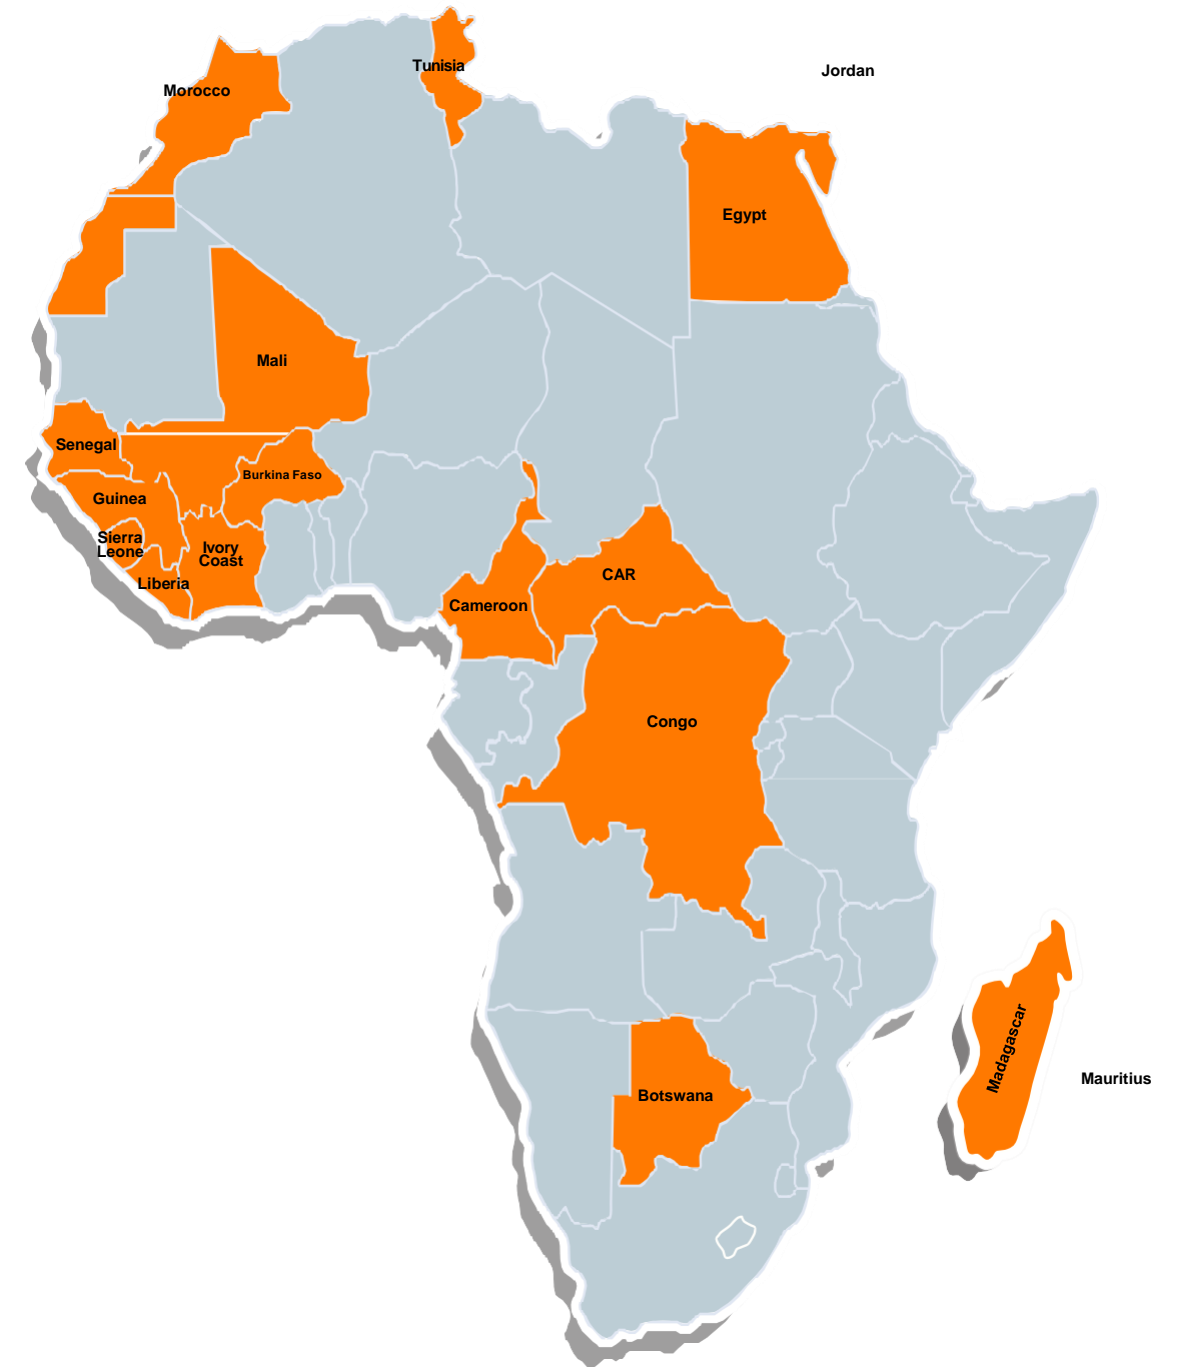 Tunisia
Jordan
Morocco
Egypt
Mali
Senegal
Burkina Faso
Guinea
Sierra
Leone
Ivory
Coast
Liberia
CAR
Cameroon
Congo
Madagascar
Mauritius
Botswana